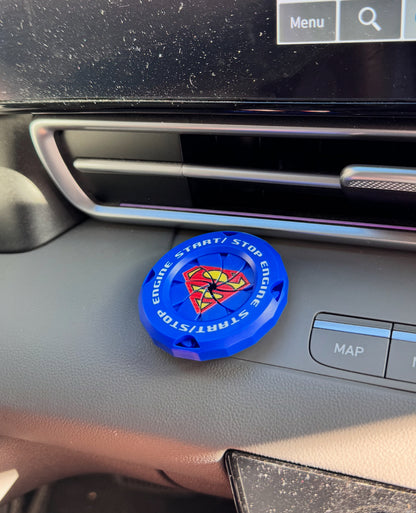 Menu
START/ STOP ENGINE START/STOP ENGINE
MAP